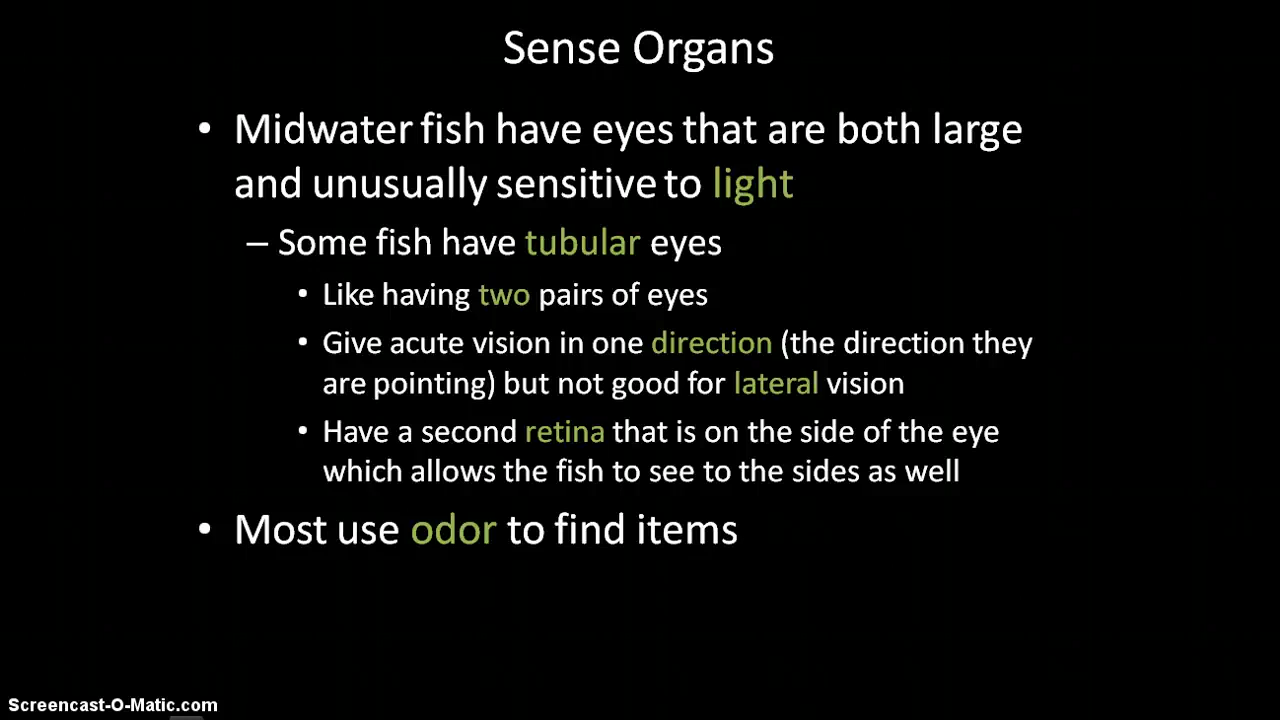 Sense Organs
• Midwater fish have eyes that are both large
and unusually sensitive to light
– Some fish have tubular eyes
• Like having two pairs of eyes
• Give acute vision in one direction (the direction they
are pointing) but not good for lateral vision
• Have a second retina that is on the side of the eye
which allows the fish to see to the sides as well
• Most use odor to find items
Screencast-O-Matic.com